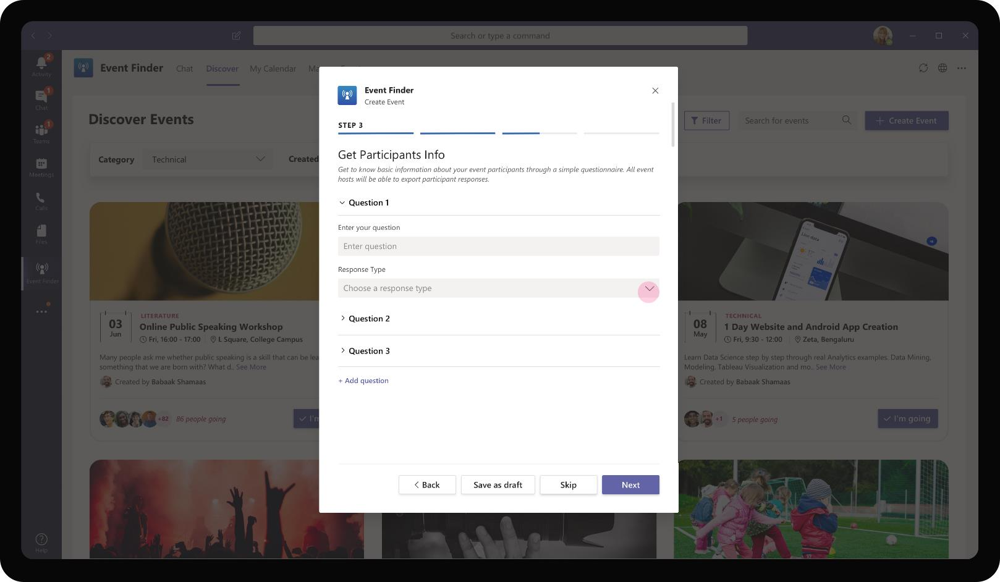 Search or type a command
2
Activity
1
Chat
1
Teams
Meetings
Calls
Files
Event Finder
Help
Event Finder
Chat
Discover
My Calendar
Discover Events
Filter
Search for events
+ Create Event
Category
Technical
Created
Event Finder
Create Event
STEP 3
Get Participants Info
Get to know basic information about your event participants through a simple questionnaire. All event
hosts will be able to export participant responses.
Question 1
Enter your question
Enter question
Response Type
Choose a response type
Question 2
Question 3
+ Add question
Back
Save as draft
Skip
Next
03
Jun
LITERATURE
Online Public Speaking Workshop
Fri, 16:00 - 17:00
L Square, College Campus
Many people ask me whether public speaking is a skill that can be lea
something that we are born with? What d.. See More
Created by Babaak Shamaas
+82
86 people going
I'm
Live data
08
May
TECHNICAL
1 Day Website and Android App Creation
Fri, 9:30 - 12:00
Zeta, Bengaluru
Learn Data Science step by step through real Analytics examples. Data Mining,
Modeling, Tableau Visualization and mo.. See More
Created by Babaak Shamaas
+1
5 people going
I'm going